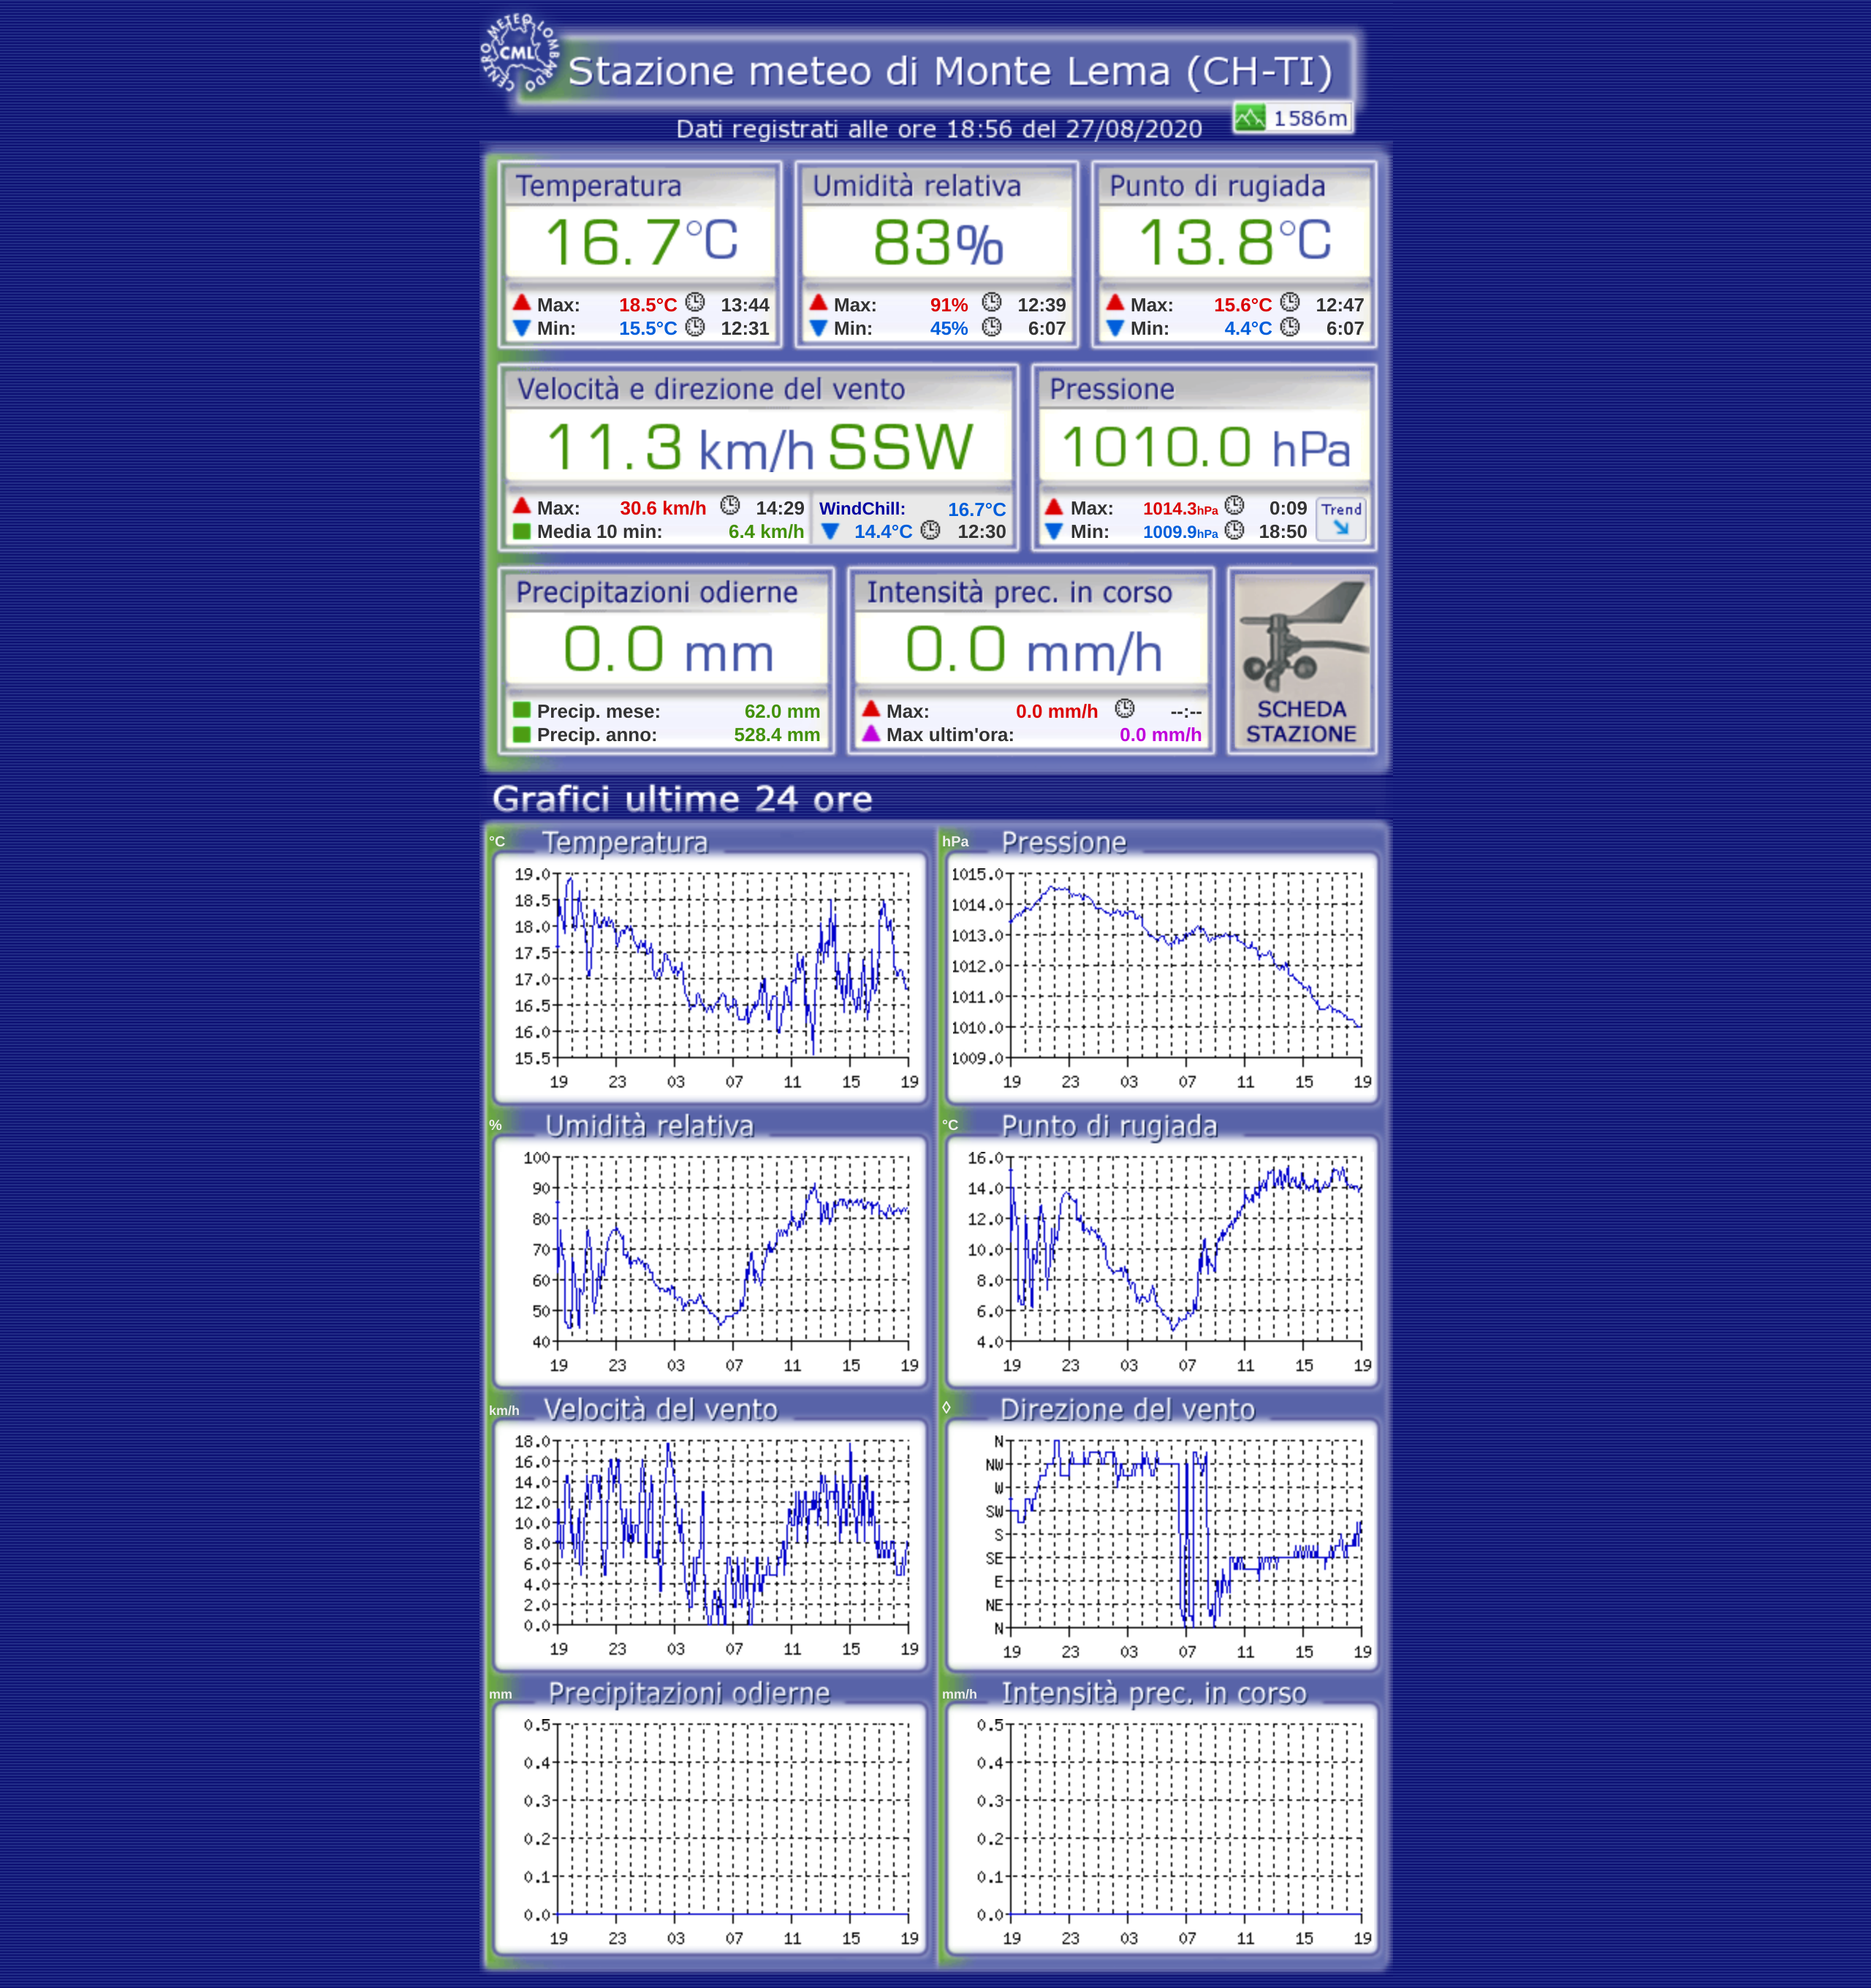 CENTRO METEO LOMBARDO
CML
Stazione meteo di Monte Lema (CH-TI)
1586m
Dati registrati alle ore 18:56 del 27/08/2020
Temperatura
16.7°C
Max: 18.5°C 13:44
Min: 15.5°C 12:31
Umidità relativa
83%
Max: 91% 12:39
Min: 45% 6:07
Punto di rugiada
13.8°C
Max: 15.6°C 12:47
Min: 4.4°C 6:07
Velocità e direzione del vento
11.3 km/h SSW
Max: 30.6 km/h 14:29
Media 10 min: 6.4 km/h
WindChill: 16.7°C
14.4°C 12:30
Pressione
1010.0 hPa
Max: 1014.3hPa 0:09
Min: 1009.9hPa 18:50
Trend
Precipitazioni odierne
0.0 mm
Precip. mese: 62.0 mm
Precip. anno: 528.4 mm
Intensità prec. in corso
0.0 mm/h
Max: 0.0 mm/h --:--
Max ultim'ora: 0.0 mm/h
SCHEDA
STAZIONE
Grafici ultime 24 ore
°C Temperatura
19.0
18.5
18.0
17.5
17.0
16.5
16.0
15.5
19 23 03 07 11 15 19
hPa Pressione
1015.0
1014.0
1013.0
1012.0
1011.0
1010.0
1009.0
19 23 03 07 11 15 19
% Umidità relativa
100
90
80
70
60
50
40
19 23 03 07 11 15 19
°C Punto di rugiada
16.0
14.0
12.0
10.0
8.0
6.0
4.0
19 23 03 07 11 15 19
km/h Velocità del vento
18.0
16.0
14.0
12.0
10.0
8.0
6.0
4.0
2.0
0.0
19 23 03 07 11 15 19
◊ Direzione del vento
N
NW
W
SW
S
SE
E
NE
N
19 23 03 07 11 15 19
mm Precipitazioni odierne
0.5
0.4
0.3
0.2
0.1
0.0
19 23 03 07 11 15 19
mm/h Intensità prec. in corso
0.5
0.4
0.3
0.2
0.1
0.0
19 23 03 07 11 15 19